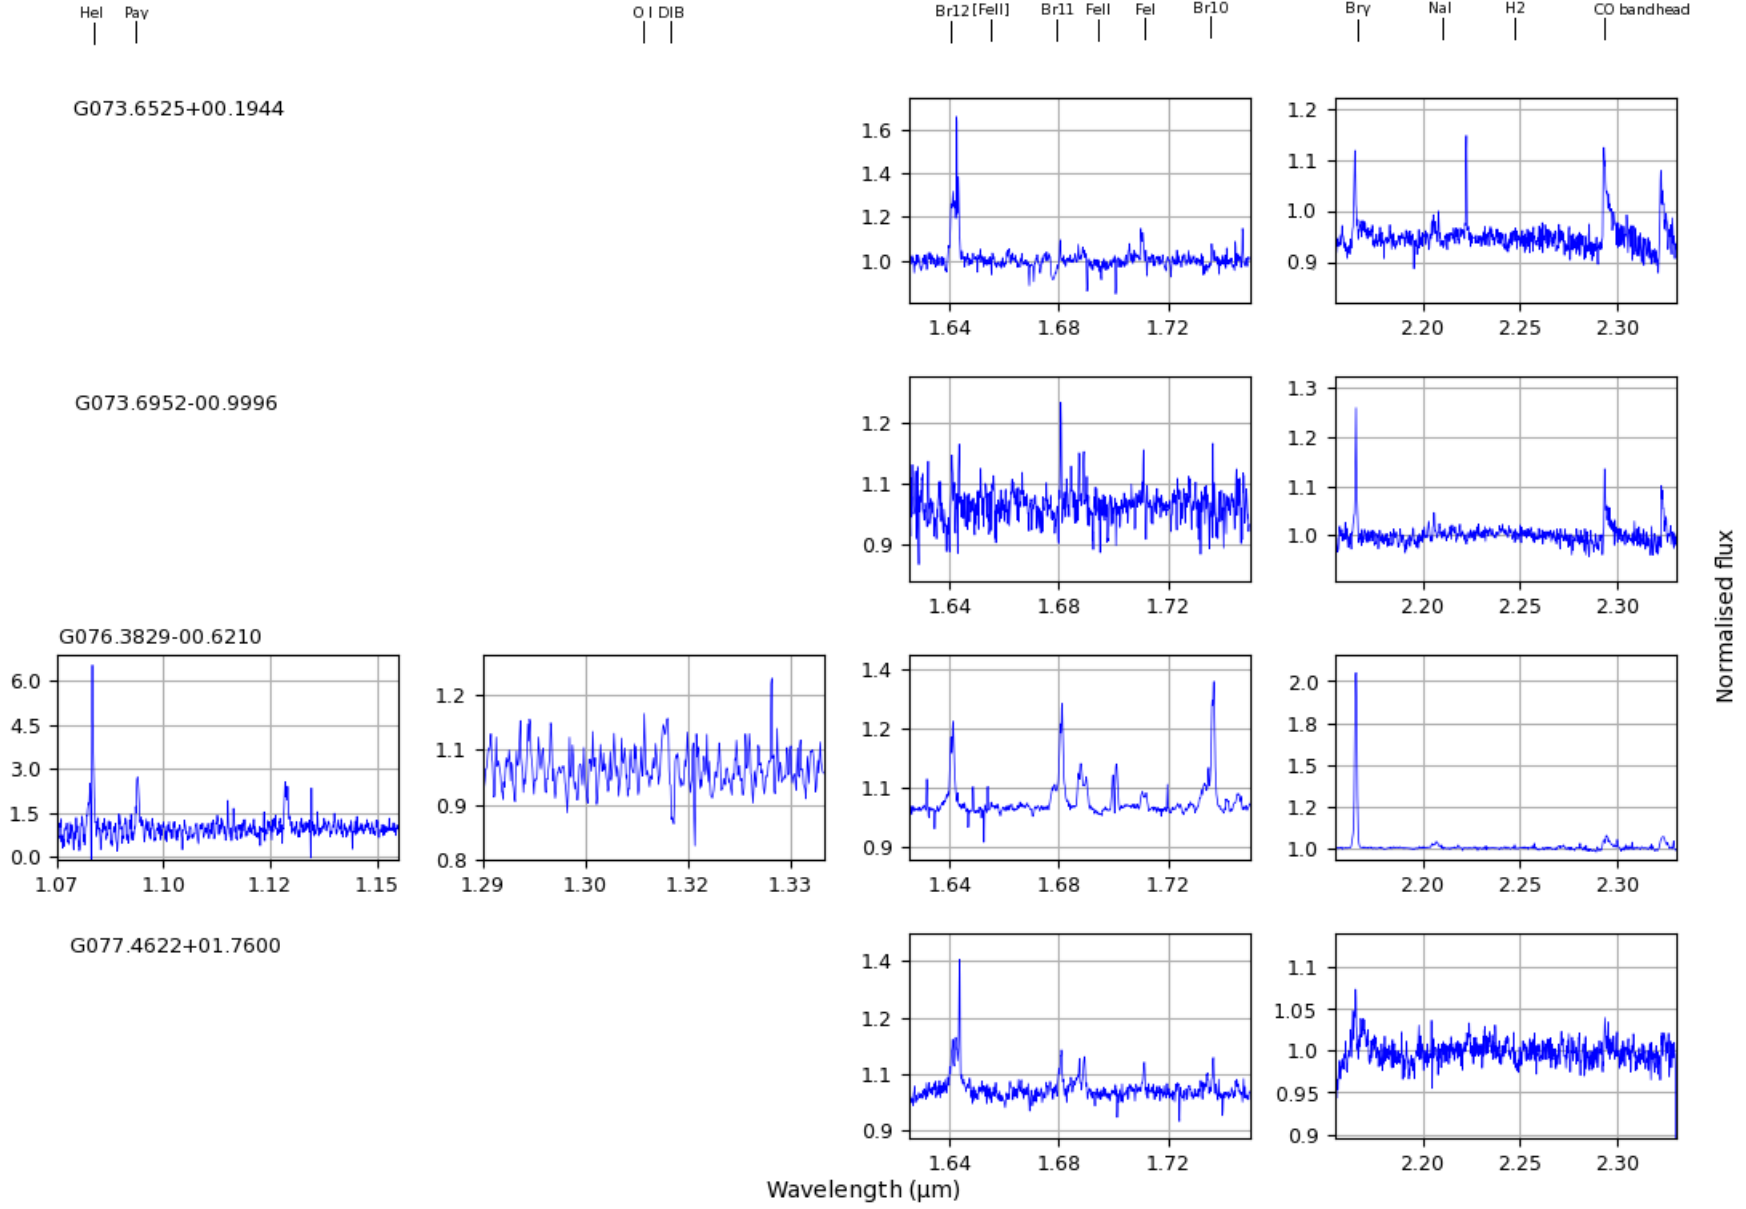 HeI Paγ O I DIB Br12 [FeII] Br11 FeII FeI Br10 Brγ NaI H2 CO bandhead
G073.6525+00.1944
1.6
1.4
1.2
1.0
1.64 1.68 1.72
1.2
1.1
1.0
0.9
2.20 2.25 2.30
G073.6952-00.9996
1.2
1.1
0.9
1.64 1.68 1.72
1.3
1.2
1.1
1.0
2.20 2.25 2.30
Normalised flux
G076.3829-00.6210
6.0
4.5
3.0
1.5
0.0
1.07 1.10 1.12 1.15
1.2
1.1
0.9
0.8
1.29 1.30 1.32 1.33
1.4
1.2
1.1
0.9
1.64 1.68 1.72
2.0
1.8
1.5
1.2
1.0
2.20 2.25 2.30
G077.4622+01.7600
1.4
1.2
1.1
0.9
1.64 1.68 1.72
1.1
1.05
1.0
0.95
0.9
2.20 2.25 2.30
Wavelength (μm)